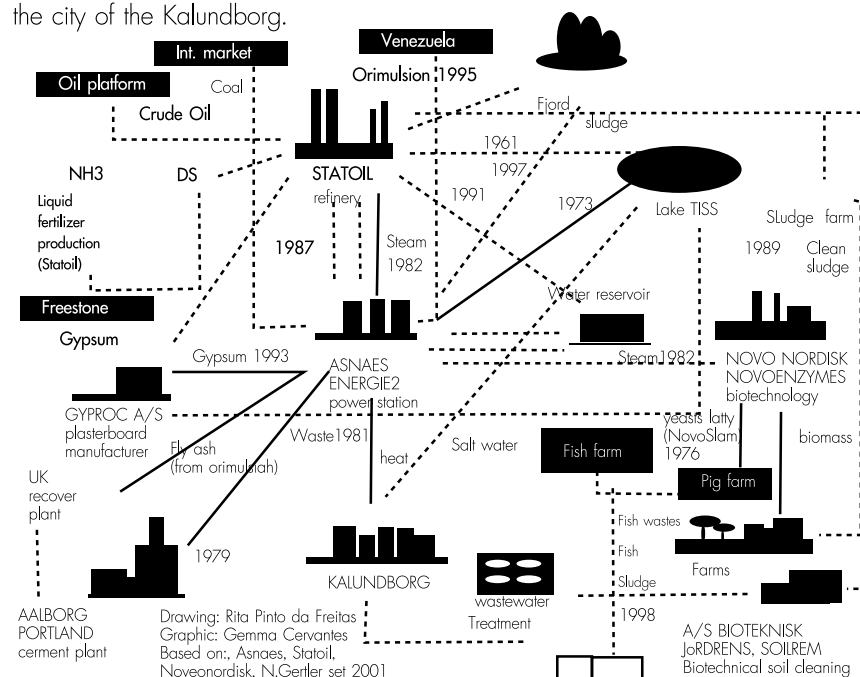 the city of the Kalundborg.
Int. market
Venezuela
Oil platform
Coal
Orimulsion 1995
Crude Oil
Fjord
sludge
1961
1997
1991
1973
NH3
DS
STATOIL
refinery
Liquid
fertilizer
production
(Statoil)
1987
Steam
1982
Lake TISS
SLudge farm
1989
Clean
sludge
Freestone
Gypsum
Water reservoir
Steam1982
Gypsum 1993
ASNAES
ENERGIE2
power station
NOVO NORDISK
NOVOENZYMES
biotechnology
GYPROC A/S
plasterboard
manufacturer
Fly ash
(from orimulsiah)
Waste1981
heat
Salt water
yeasis latty
(NovoSlam)
1976
biomass
Fish farm
Pig farm
UK
recover
plant
1979
KALUNDBORG
Fish wastes
Fish
Sludge
1998
Farms
wastewater
Treatment
AALBORG
PORTLAND
cerment plant
Drawing: Rita Pinto da Freitas
Graphic: Gemma Cervantes
Based on:, Asnaes, Statoil,
Noveonordisk, N.Gertler set 2001
A/S BIOTEKNISK
JoRDRENS, SOILREM
Biotechnical soil cleaning